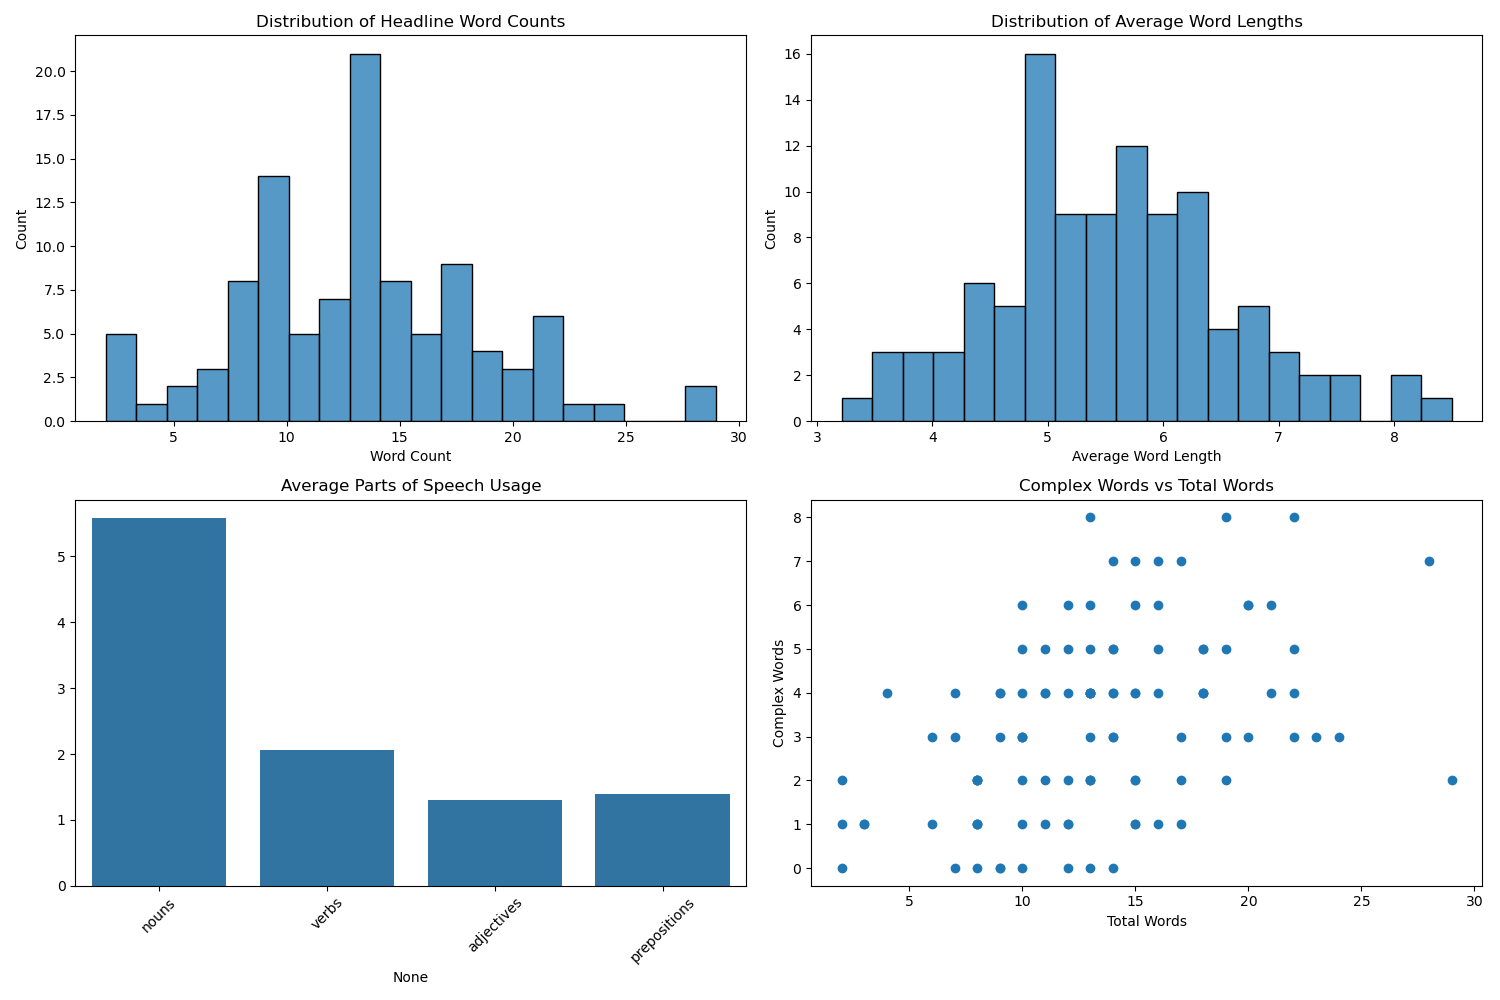 Distribution of Headline Word Counts
20.0
17.5
15.0
12.5
10.0
7.5
5.0
2.5
0.0
Count
5 10 15 20 25 30
Word Count
Distribution of Average Word Lengths
16
14
12
10
8
6
4
2
0
Count
3 4 5 6 7 8
Average Word Length
Average Parts of Speech Usage
5
4
3
2
1
0
nouns verbs adjectives prepositions
None
Complex Words vs Total Words
8
7
6
5
4
3
2
1
0
Complex Words
5 10 15 20 25 30
Total Words